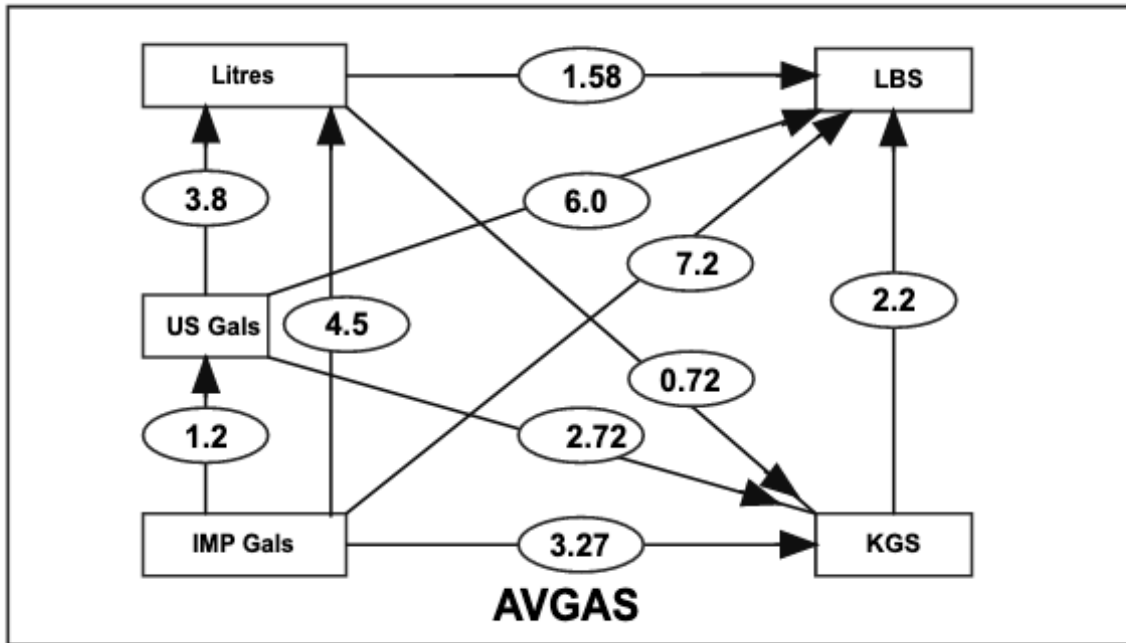 Litres
1.58
LBS
3.8
6.0
7.2
US Gals
4.5
2.2
0.72
1.2
2.72
IMP Gals
3.27
KGS
AVGAS